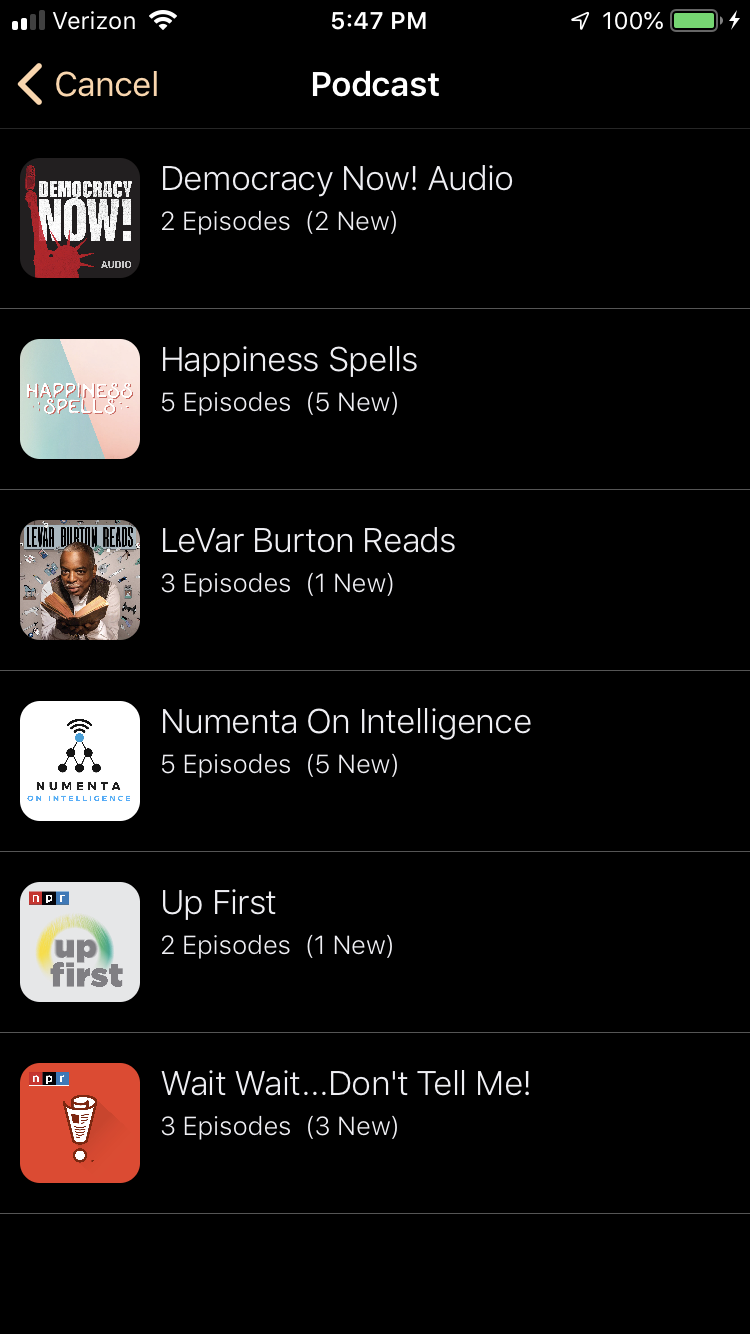 Verizon 5:47 PM 100%
Cancel Podcast
DEMOCRACY
NOW!
AUDIO
Democracy Now! Audio
2 Episodes (2 New)
HAPPINESS
SPELLS
Happiness Spells
5 Episodes (5 New)
LEVAR BURTON READS
LeVar Burton Reads
3 Episodes (1 New)
NUMENTA
ON INTELLIGENCE
Numenta On Intelligence
5 Episodes (5 New)
npr
up
first
Up First
2 Episodes (1 New)
npr
Wait Wait...Don't Tell Me!
3 Episodes (3 New)